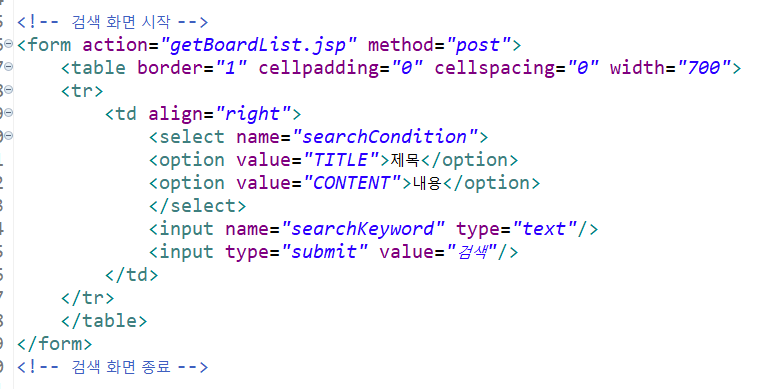 <!-- 검색 화면 시작 -->
<form action="getBoardList.jsp" method="post">
    <table border="1" cellpadding="0" cellspacing="0" width="700">
    <tr>
        <td align="right">
            <select name="searchCondition">
            <option value="TITLE">제목</option>
            <option value="CONTENT">내용</option>
            </select>
            <input name="searchKeyword" type="text"/>
            <input type="submit" value="검색"/>
        </td>
    </tr>
    </table>
</form>
<!-- 검색 화면 종료 -->